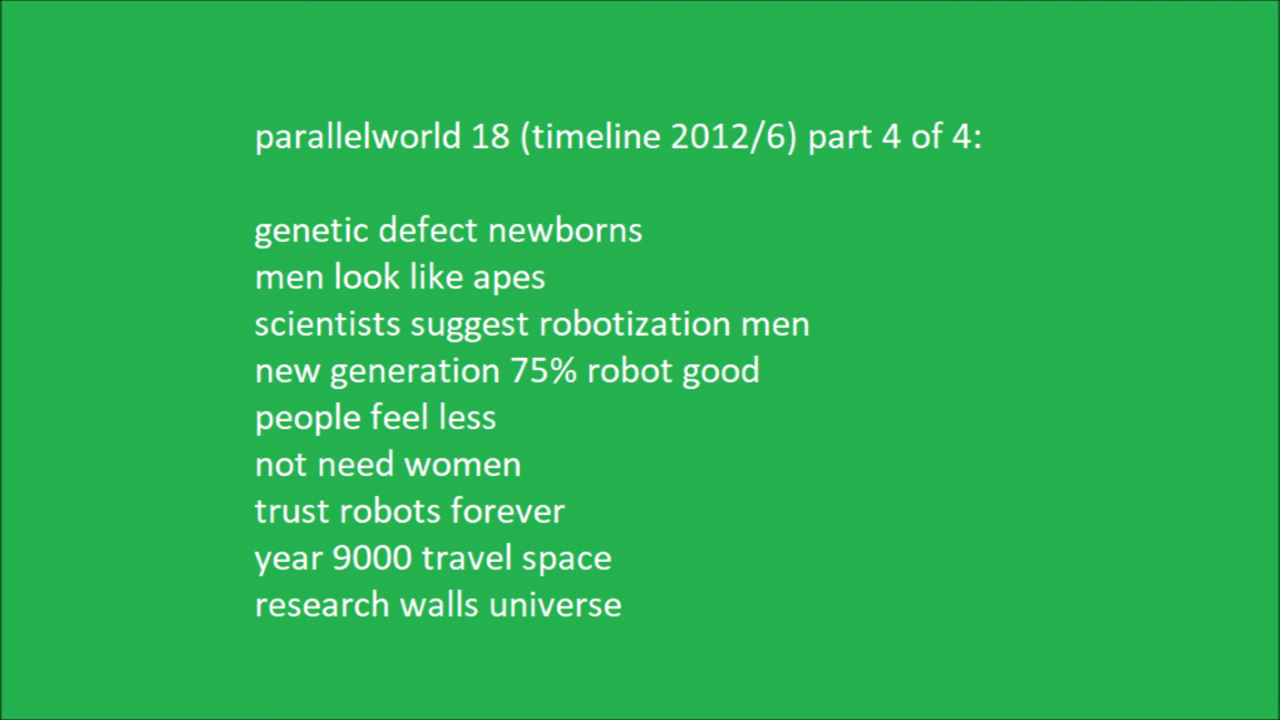 parallelworld 18 (timeline 2012/6) part 4 of 4:
genetic defect newborns
men look like apes
scientists suggest robotization men
new generation 75% robot good
people feel less
not need women
trust robots forever
year 9000 travel space
research walls universe